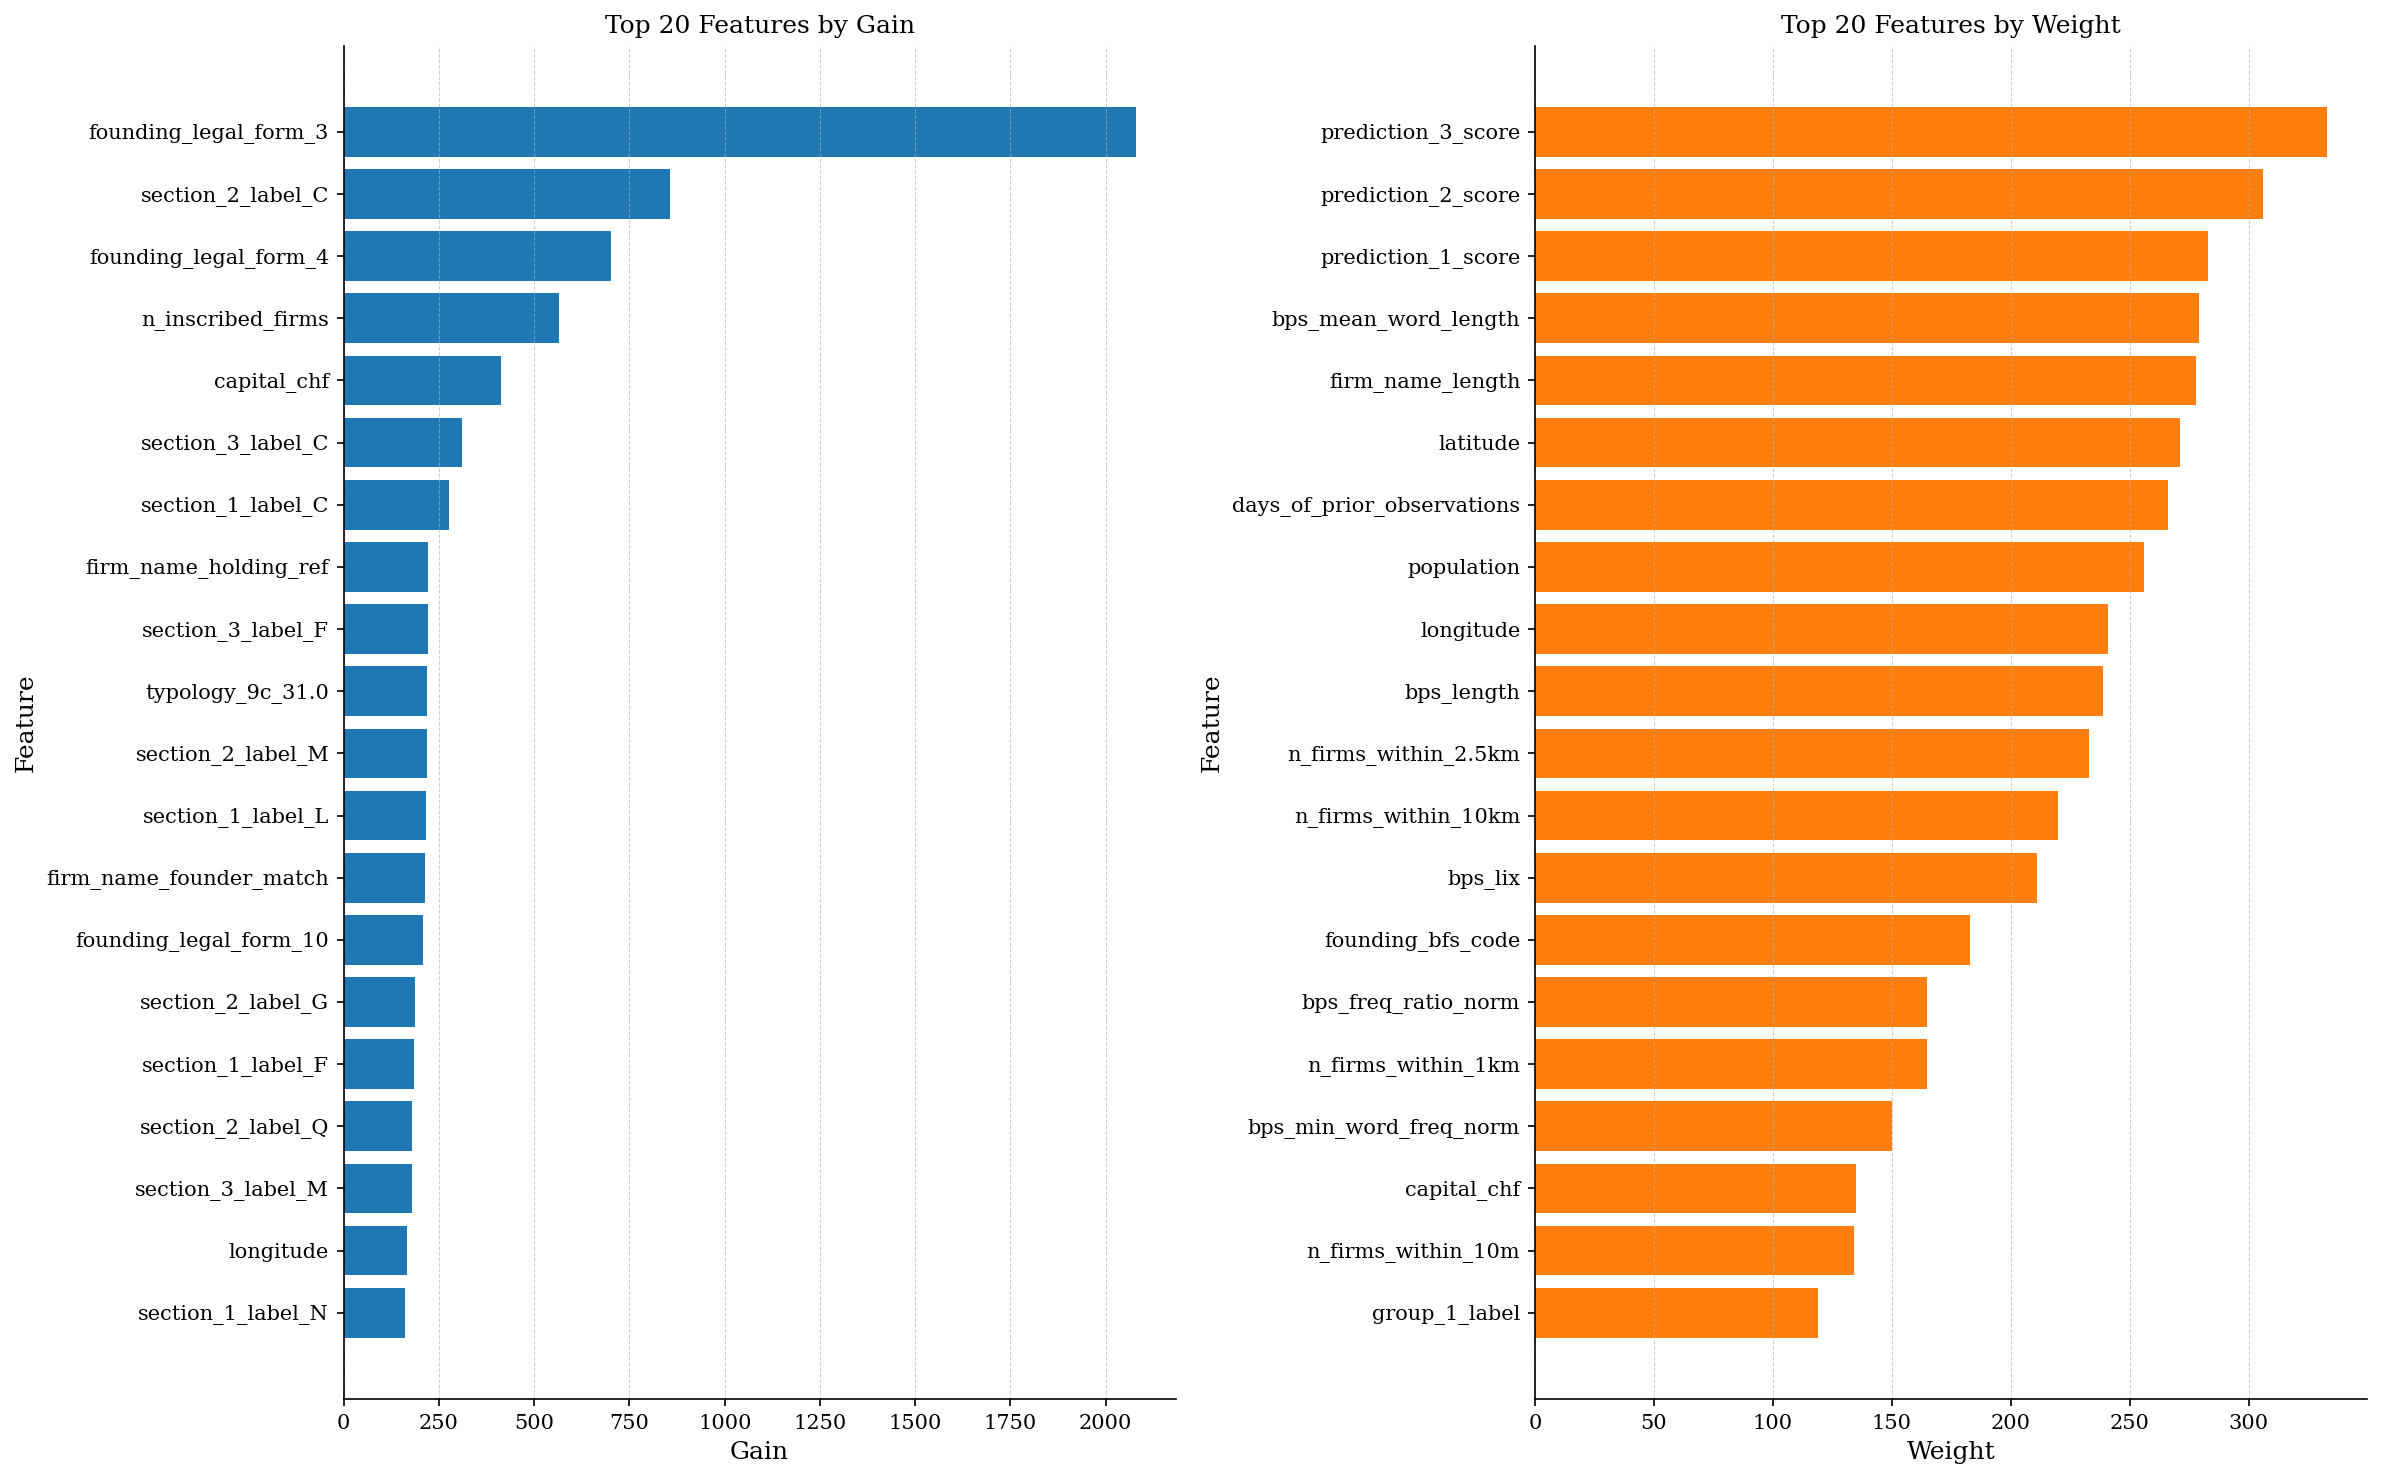 Top 20 Features by Gain
Feature
founding_legal_form_3
section_2_label_C
founding_legal_form_4
n_inscribed_firms
capital_chf
section_3_label_C
section_1_label_C
firm_name_holding_ref
section_3_label_F
typology_9c_31.0
section_2_label_M
section_1_label_L
firm_name_founder_match
founding_legal_form_10
section_2_label_G
section_1_label_F
section_2_label_Q
section_3_label_M
longitude
section_1_label_N
0 250 500 750 1000 1250 1500 1750 2000
Gain
Top 20 Features by Weight
Feature
prediction_3_score
prediction_2_score
prediction_1_score
bps_mean_word_length
firm_name_length
latitude
days_of_prior_observations
population
longitude
bps_length
n_firms_within_2.5km
n_firms_within_10km
bps_lix
founding_bfs_code
bps_freq_ratio_norm
n_firms_within_1km
bps_min_word_freq_norm
capital_chf
n_firms_within_10m
group_1_label
0 50 100 150 200 250 300
Weight